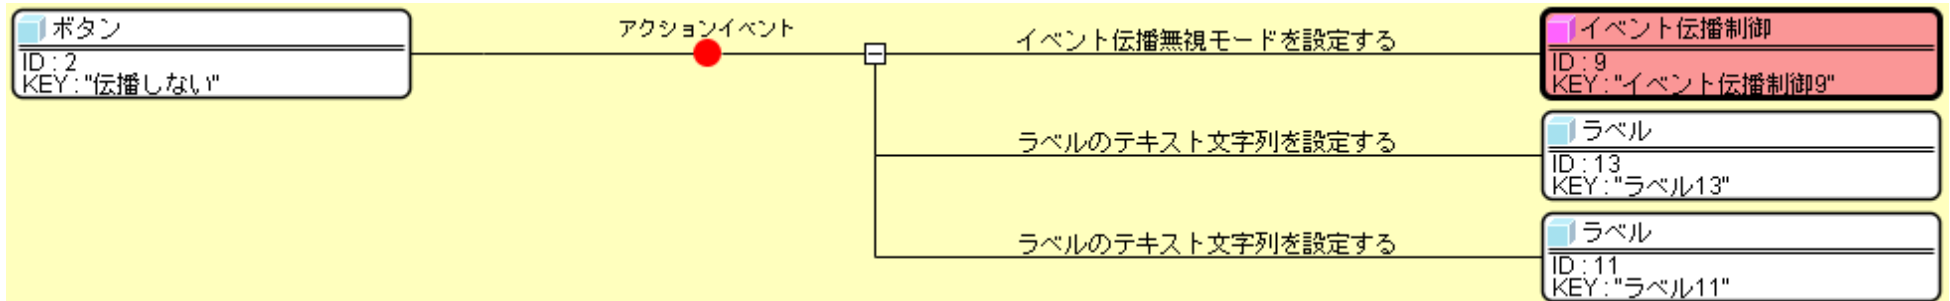 ボタン
ID : 2
KEY : "伝播しない"
アクションイベント
イベント伝播無視モードを設定する
イベント伝播制御
ID : 9
KEY : "イベント伝播制御9"
ラベルのテキスト文字列を設定する
ラベル
ID : 13
KEY : "ラベル13"
ラベルのテキスト文字列を設定する
ラベル
ID : 11
KEY : "ラベル11"